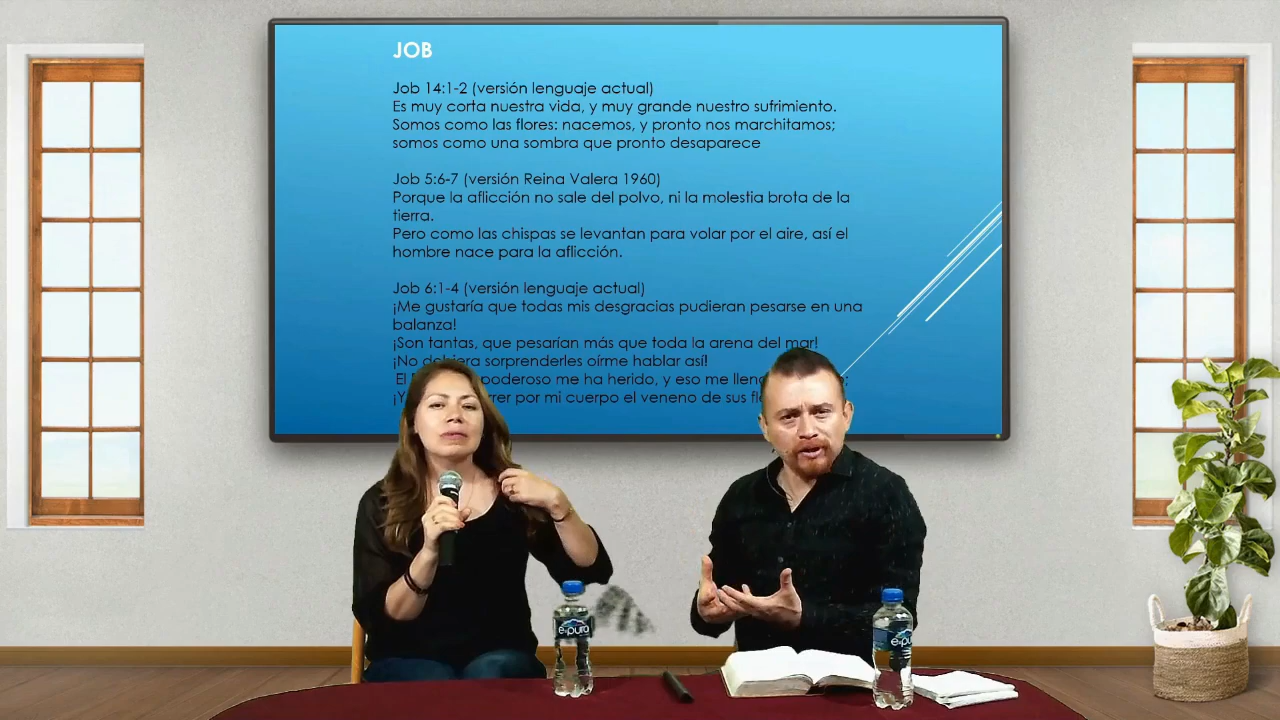 JOB
Job 14:1-2 (versión lenguaje actual)
Es muy corta nuestra vida, y muy grande nuestro sufrimiento.
Somos como las flores: nacemos, y pronto nos marchitamos;
somos como una sombra que pronto desaparece
Job 5:6-7 (versión Reina Valera 1960)
Porque la aflicción no sale del polvo, ni la molestia brota de la
tierra.
Pero como las chispas se levantan para volar por el aire, así el
hombre nace para la aflicción.
Job 6:1-4 (versión lenguaje actual)
¡Me gustaría que todas mis desgracias pudieran pesarse en una
balanza!
¡Son tantas, que pesarían más que toda la arena del mar!
¡No sorprenderles oírme hablar así!
El poderoso me ha herido, y eso me
por mi cuerpo el veneno de sus
e-pura